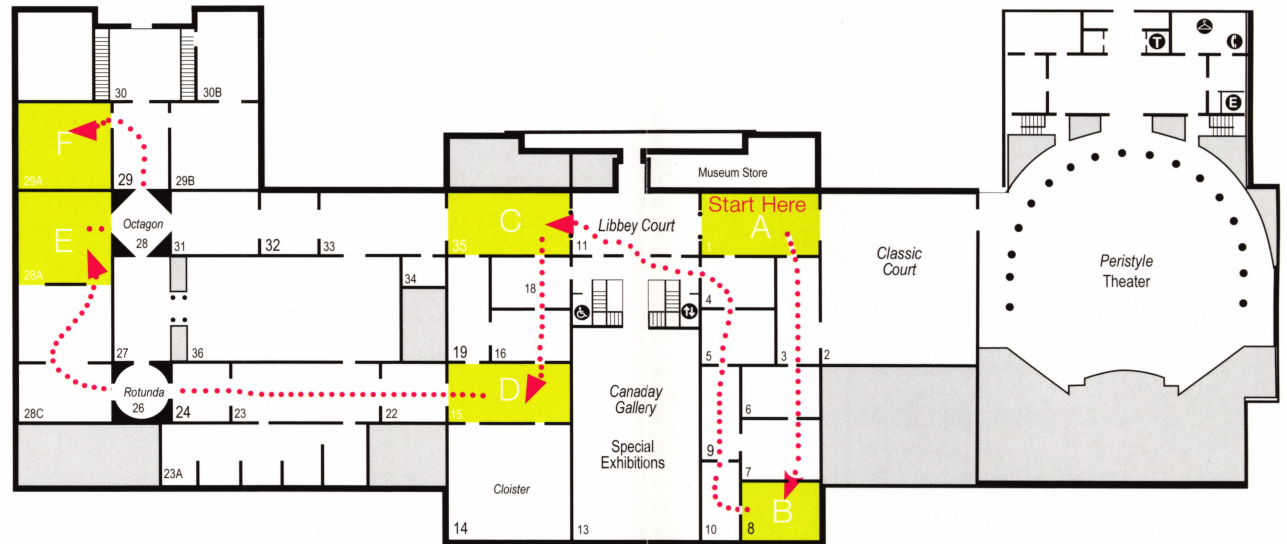 30
30B
T
E
F
29A
29
29B
Museum Store
Start Here
A
1
C
35
11
Libbey Court
Classic
Court
Peristyle
Theater
Octagon
28
E
28A
31
32
33
34
18
4
27
36
19
16
5
3
2
Rotunda
26
28C
24
23
22
D
15
Canaday
Gallery
Special
Exhibitions
6
9
7
23A
Cloister
14
13
10
B
8